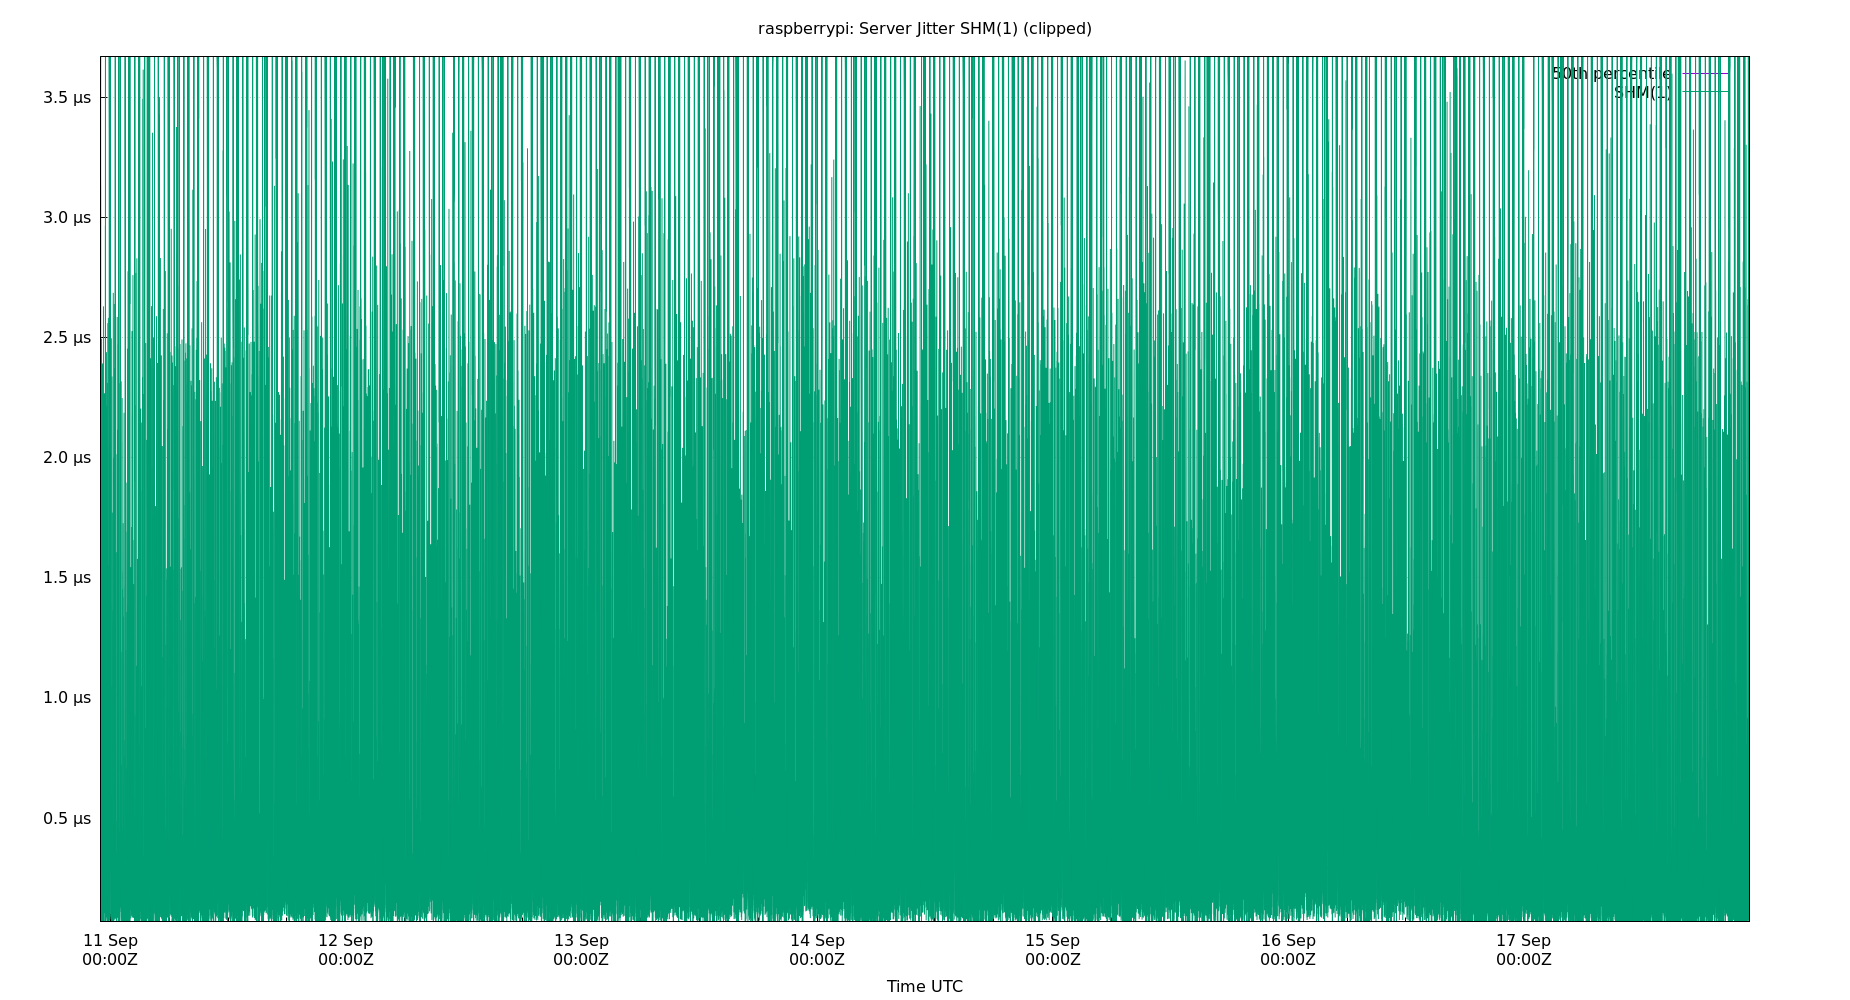 raspberrypi: Server Jitter SHM(1) (clipped)
50th percentile
SHM(1)
3.5 µs
3.0 µs
2.5 µs
2.0 µs
1.5 µs
1.0 µs
0.5 µs
11 Sep 12 Sep 13 Sep 14 Sep 15 Sep 16 Sep 17 Sep
00:00Z 00:00Z 00:00Z 00:00Z 00:00Z 00:00Z 00:00Z
Time UTC